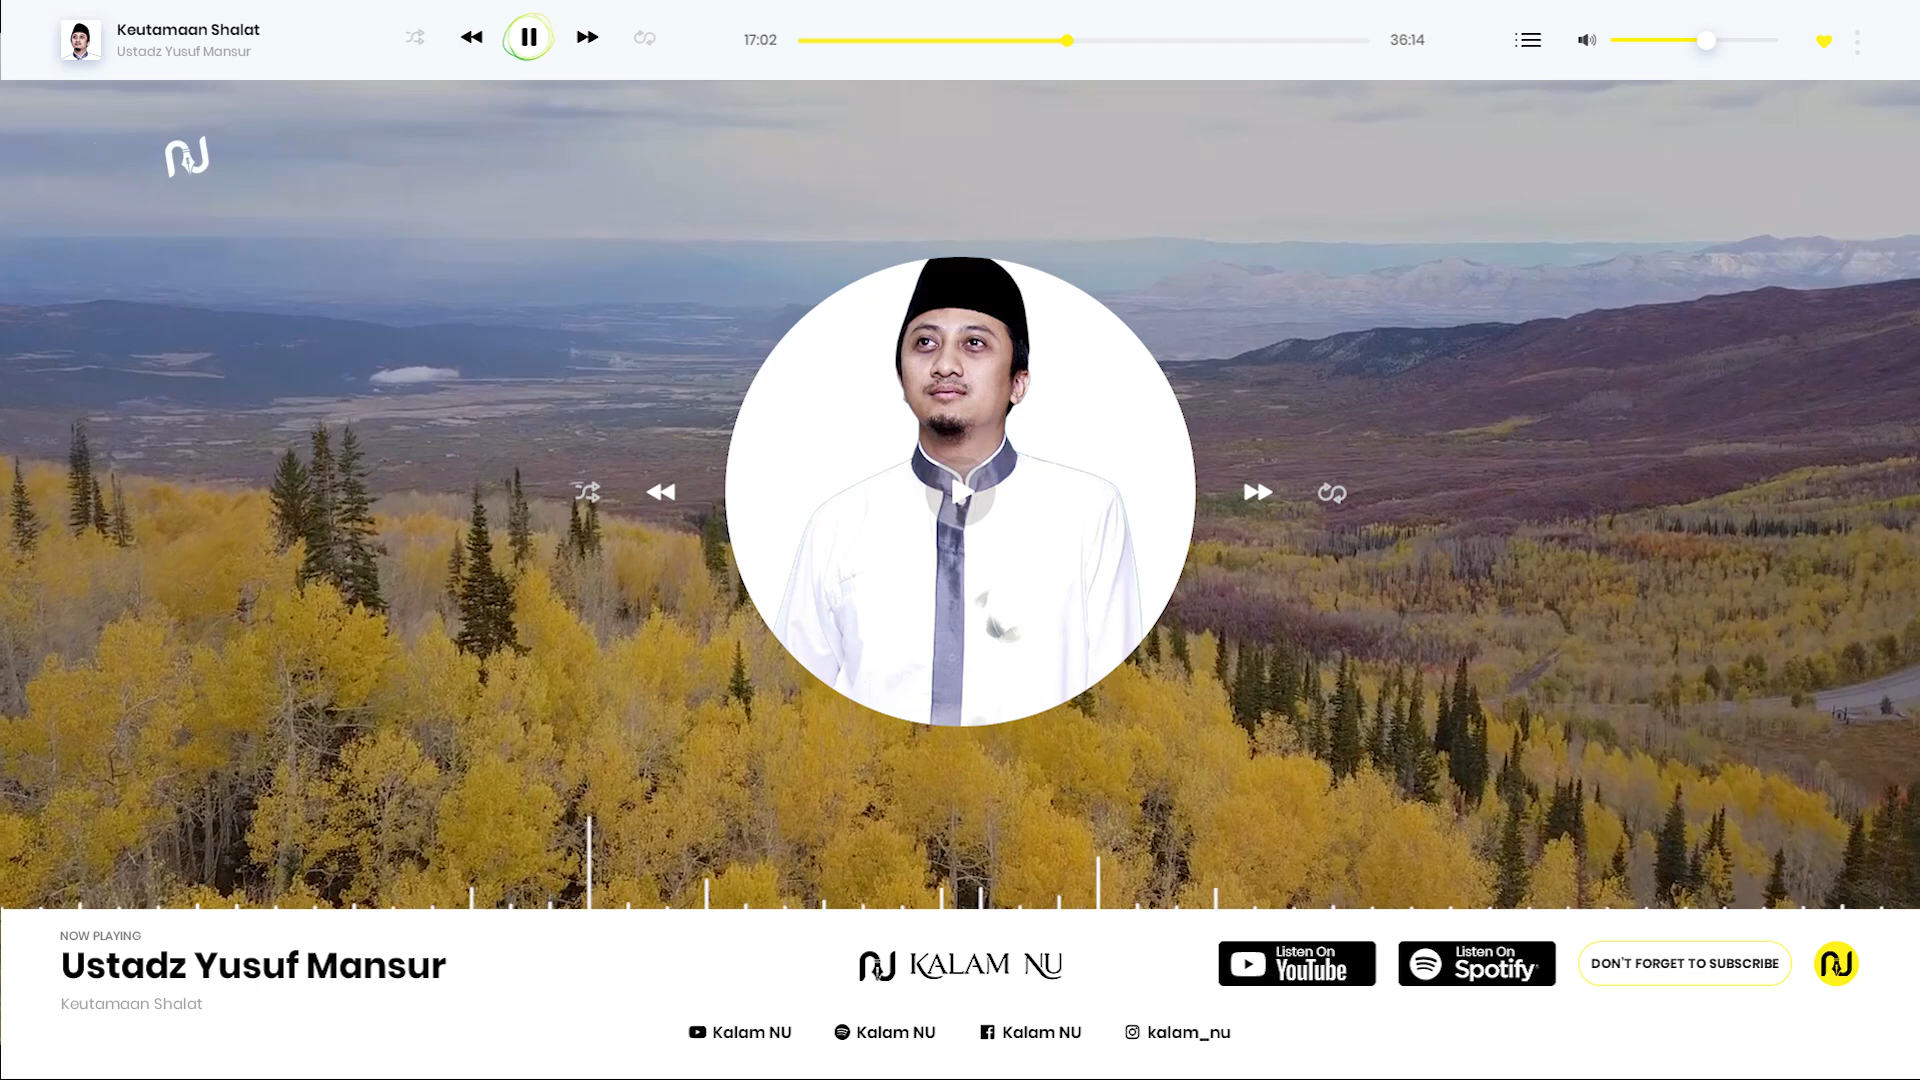 Keutamaan Shalat
Ustadz Yusuf Mansur
17:02
36:14
NOW PLAYING
Ustadz Yusuf Mansur
Keutamaan Shalat
KALAM NU
Listen On
YouTube
Listen On
Spotify
DON'T FORGET TO SUBSCRIBE
Kalam NU
Kalam NU
Kalam NU
kalam_nu